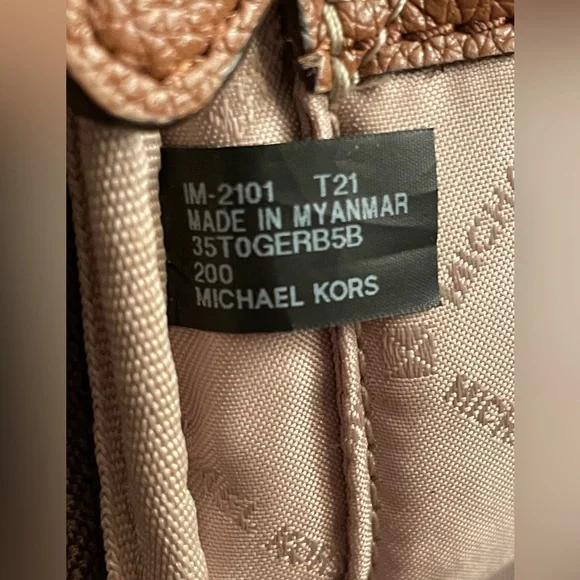 IM-2101 T21
MADE IN MYANMAR
35T0GERB5B
200
MICHAEL KORS